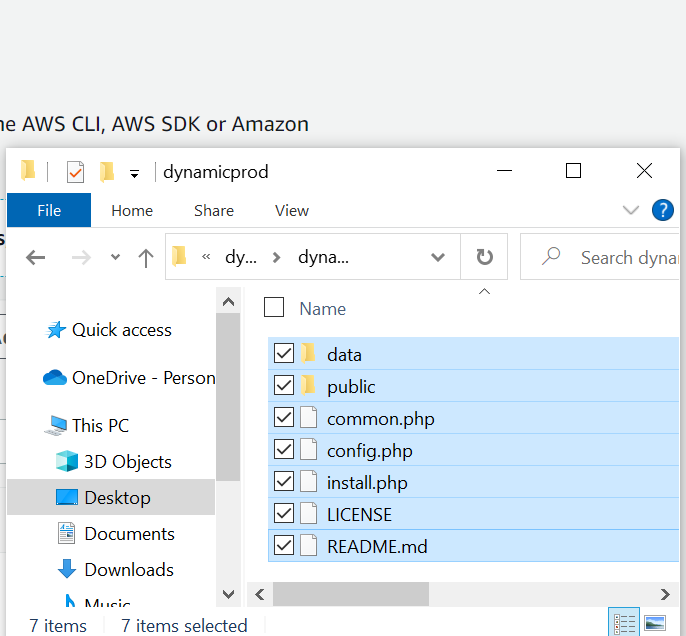 ne AWS CLI, AWS SDK or Amazon
dynamicprod
File Home Share View ?
« dy... dyna... Search dyna
Name
Quick access
OneDrive - Person
This PC
3D Objects
Desktop
Documents
Downloads
Music
data
public
common.php
config.php
install.php
LICENSE
README.md
7 items 7 items selected